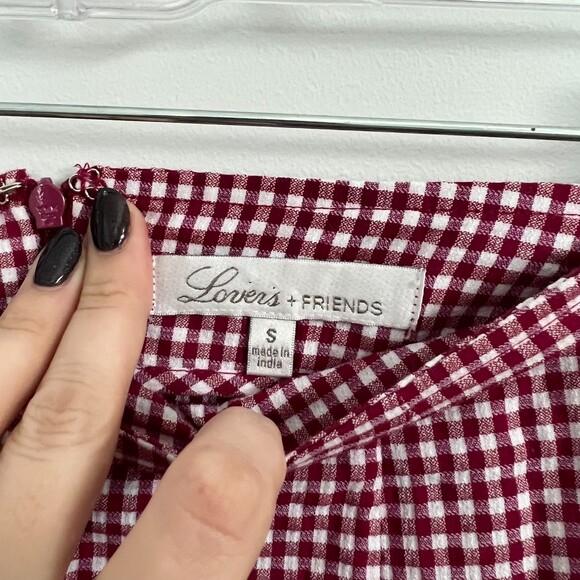 Lovers + FRIENDS
S
made in
india